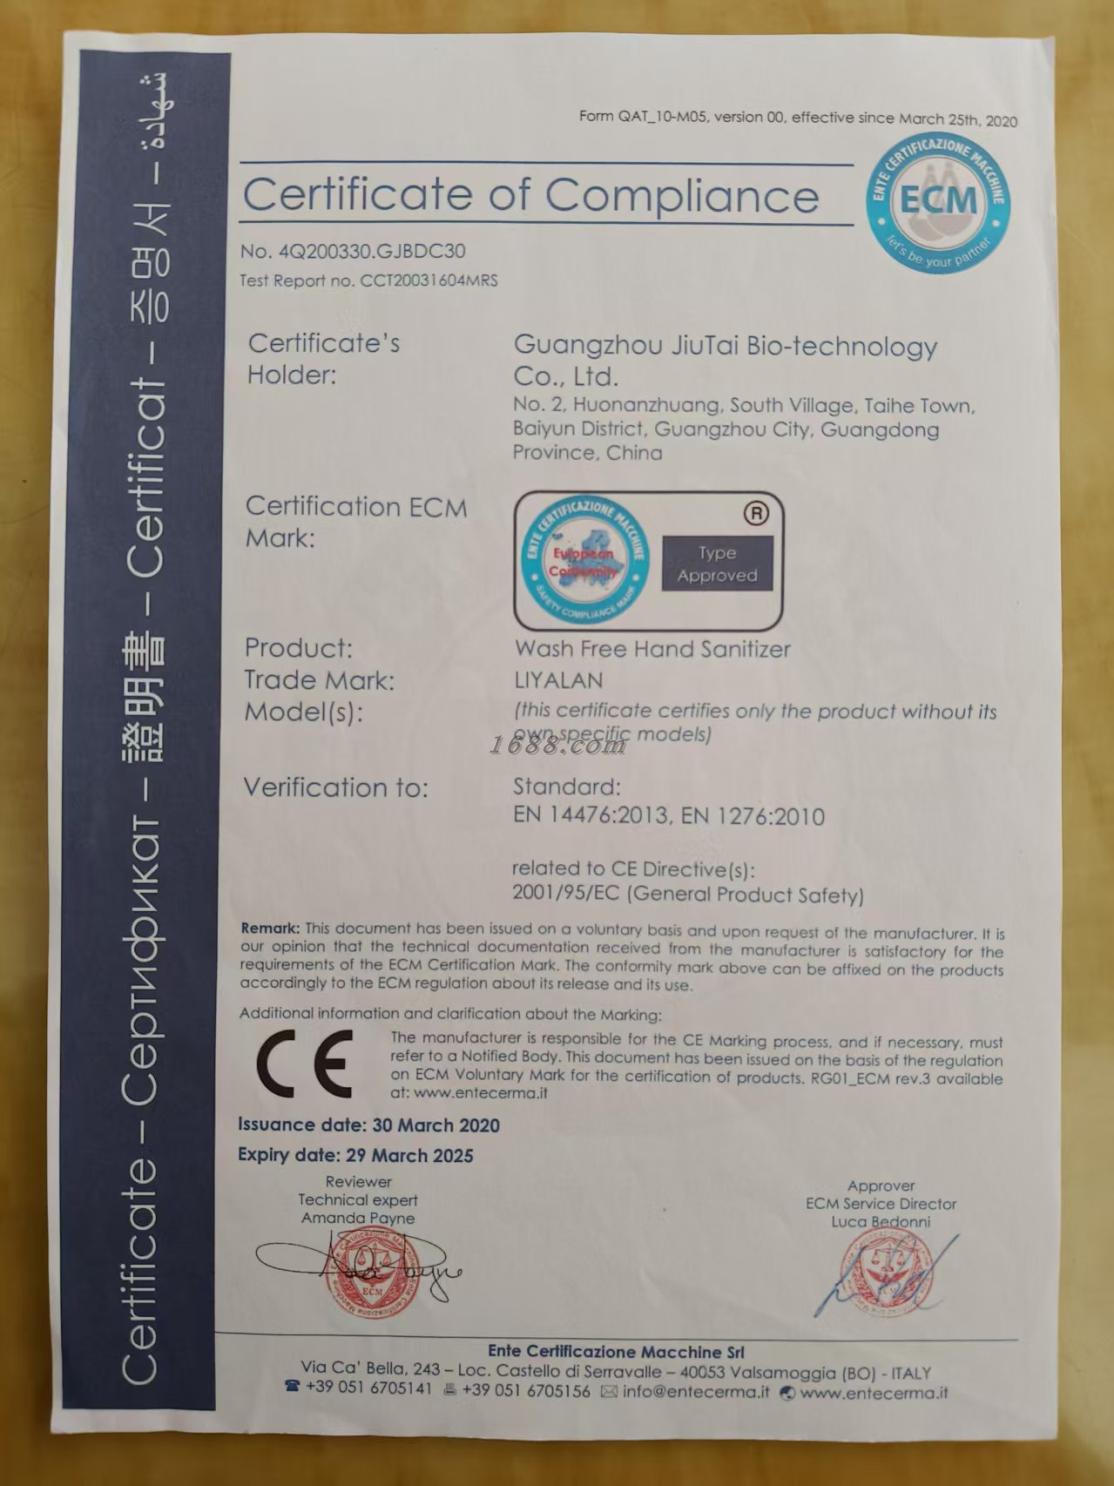 شهادة – 증명서 – Certificat – 證明書 – Сертификат – Certificate
Form QAT_10-M05, version 00, effective since March 25th, 2020
Certificate of Compliance
ENTE CERTIFICAZIONE MACCHINE
ECM
let's be your partner
No. 4Q200330.GJBDC30
Test Report no. CCT20031604MRS
Certificate's
Holder:
Guangzhou JiuTai Bio-technology
Co., Ltd.
No. 2, Huonanzhuang, South Village, Taihe Town,
Baiyun District, Guangzhou City, Guangdong
Province, China
Certification ECM
Mark:
ENTE CERTIFICAZIONE MACCHINE
European
Conformity
SAFETY COMPLIANCE MARK
®
Type
Approved
Product: Wash Free Hand Sanitizer
Trade Mark: LIYALAN
Model(s): (this certificate certifies only the product without its
own specific models)
1688.com
Verification to: Standard:
EN 14476:2013, EN 1276:2010
related to CE Directive(s):
2001/95/EC (General Product Safety)
Remark: This document has been issued on a voluntary basis and upon request of the manufacturer. It is
our opinion that the technical documentation received from the manufacturer is satisfactory for the
requirements of the ECM Certification Mark. The conformity mark above can be affixed on the products
accordingly to the ECM regulation about its release and its use.
Additional information and clarification about the Marking:
CE
The manufacturer is responsible for the CE Marking process, and if necessary, must
refer to a Notified Body. This document has been issued on the basis of the regulation
on ECM Voluntary Mark for the certification of products. RG01_ECM rev.3 available
at: www.entecerma.it
Issuance date: 30 March 2020
Expiry date: 29 March 2025
Reviewer
Technical expert
Amanda Payne
ECM
Approver
ECM Service Director
Luca Bedonni
Ente Certificazione Macchine Srl
Via Ca' Bella, 243 – Loc. Castello di Serravalle – 40053 Valsamoggia (BO) - ITALY
☎ +39 051 6705141 +39 051 6705156 ✉ info@entecerma.it www.entecerma.it